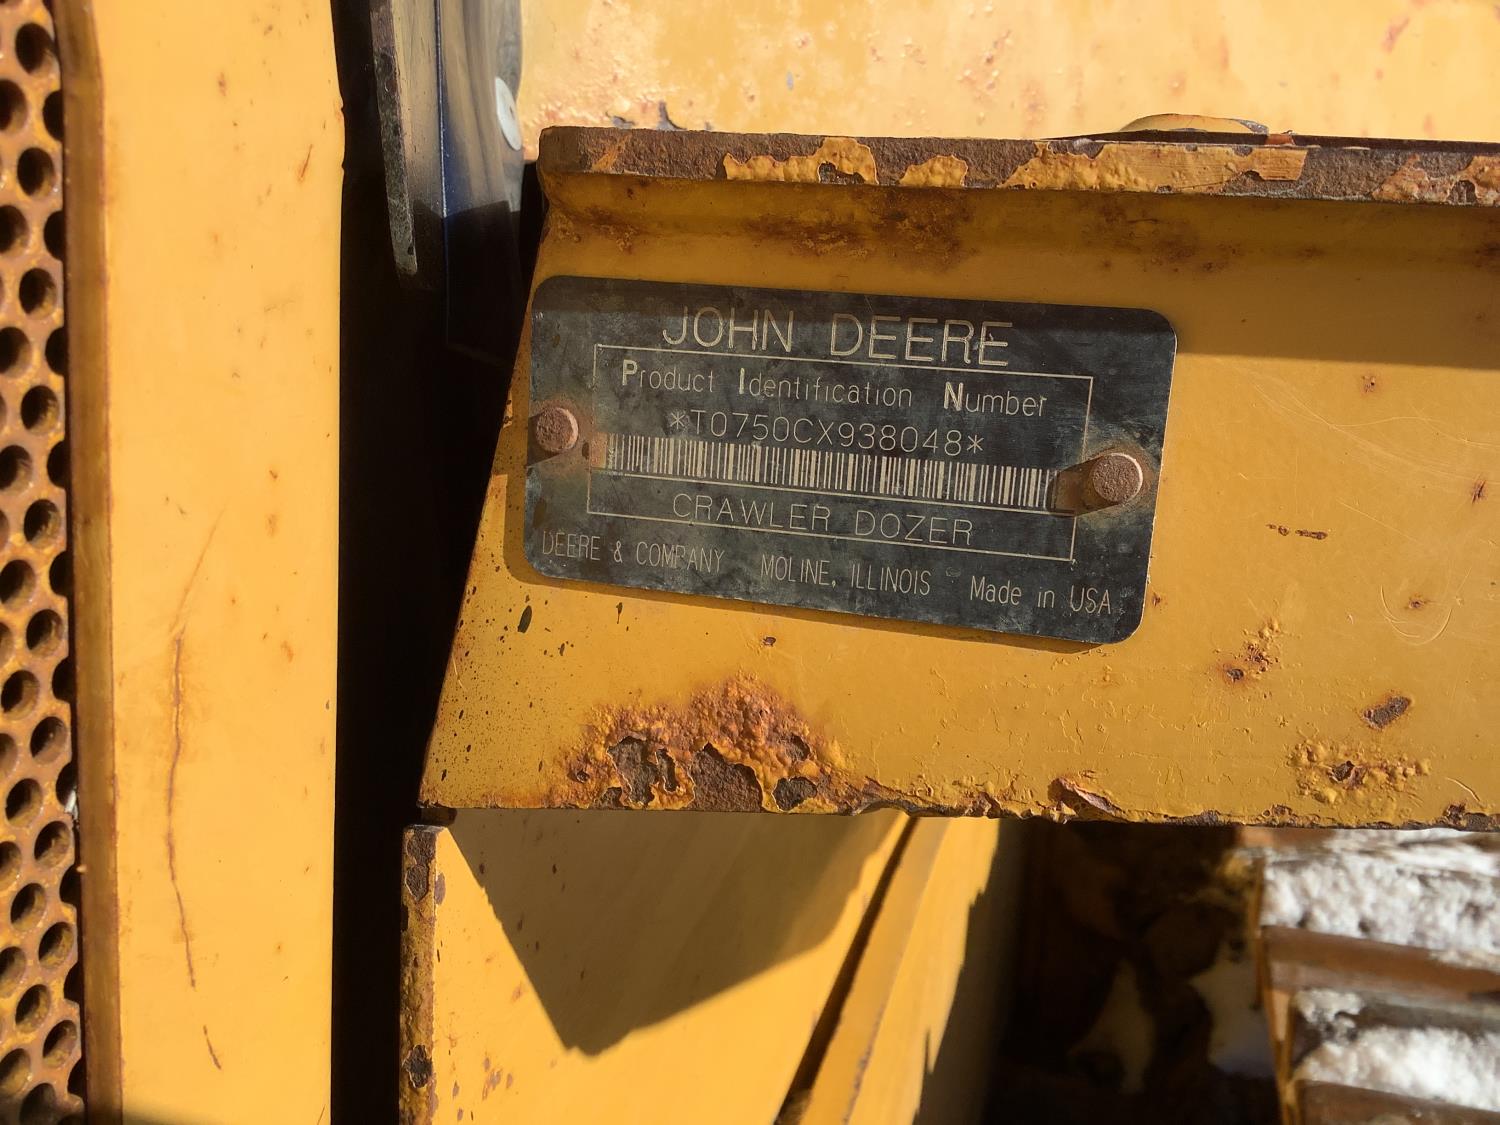 JOHN DEERE
Product Identification Number
*T0750CX938048*
CRAWLER DOZER
DEERE & COMPANY MOLINE, ILLINOIS Made in USA